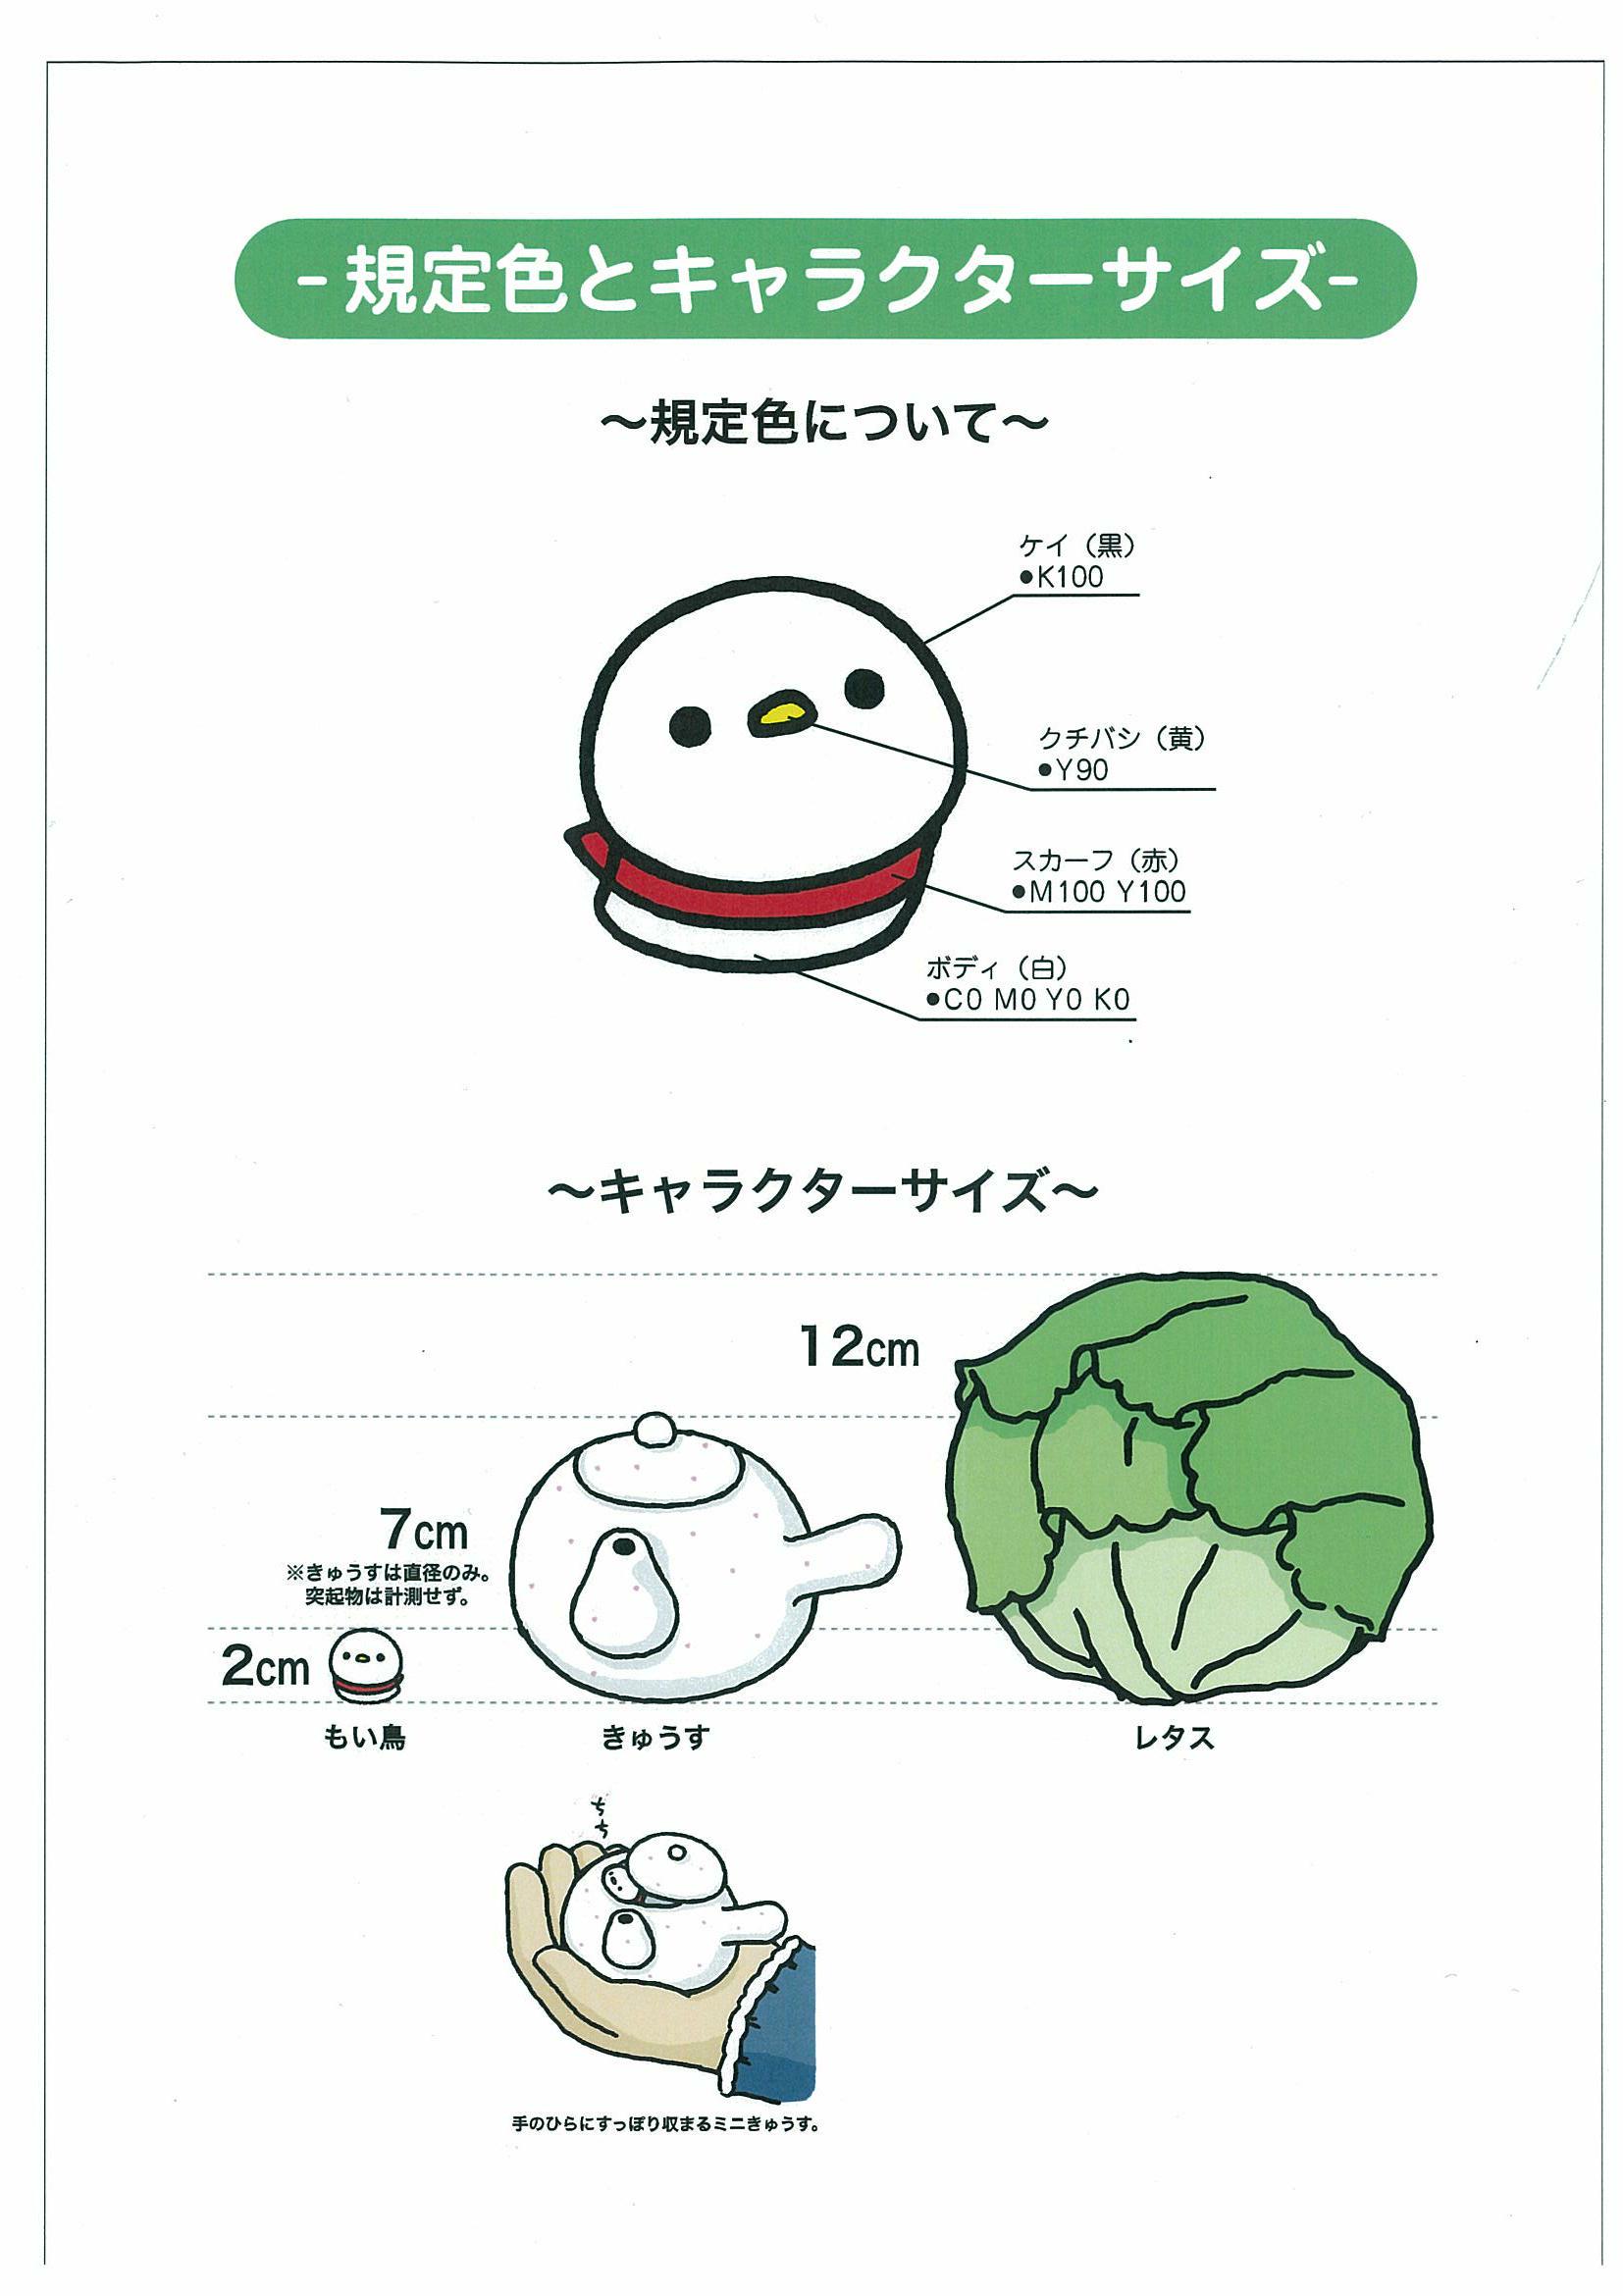 -規定色とキャラクターサイズ-
〜規定色について〜
ケイ（黒）
●K100
クチバシ（黄）
●Y90
スカーフ（赤）
●M100 Y100
ボディ（白）
●C0 M0 Y0 K0
〜キャラクターサイズ〜
12cm
7cm
※きゅうすは直径のみ。
突起物は計測せず。
2cm
もい鳥
きゅうす
レタス
ちち
手のひらにすっぽり収まるミニきゅうす。